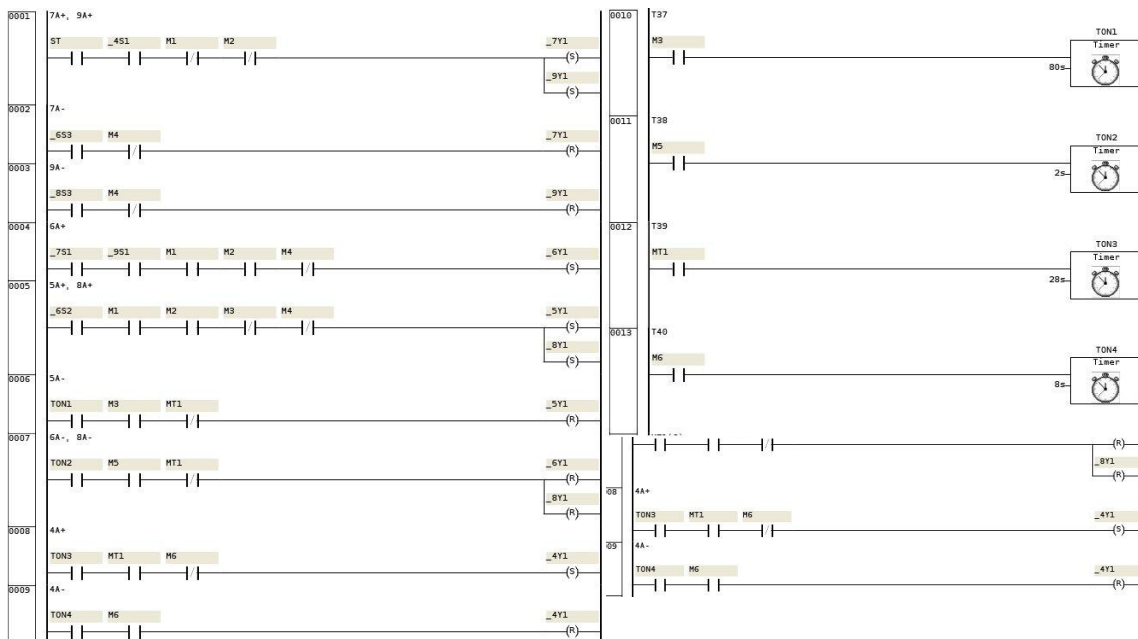 0001 7A+, 9A+
ST _4S1 M1 M2 _7Y1
(S)
_9Y1
(S)
0002 7A-
_6S3 M4 _7Y1
(R)
0003 9A-
_8S3 M4 _9Y1
(R)
0004 6A+
_7S1 _9S1 M1 M2 M4 _6Y1
(S)
0005 5A+, 8A+
_6S2 M1 M2 M3 M4 _5Y1
(S)
_8Y1
(S)
0006 5A-
TON1 M3 MT1 _5Y1
(R)
0007 6A-, 8A-
TON2 M5 MT1 _6Y1
(R)
_8Y1
(R)
0008 4A+
TON3 MT1 M6 _4Y1
(S)
0009 4A-
TON4 M6 _4Y1
(R)
0010 T37
M3 TON1
Timer
80s
0011 T38
M5 TON2
Timer
2s
0012 T39
MT1 TON3
Timer
28s
0013 T40
M6 TON4
Timer
8s
(R)
_8Y1
(R)
08 4A+
TON3 MT1 M6 _4Y1
(S)
09 4A-
TON4 M6 _4Y1
(R)